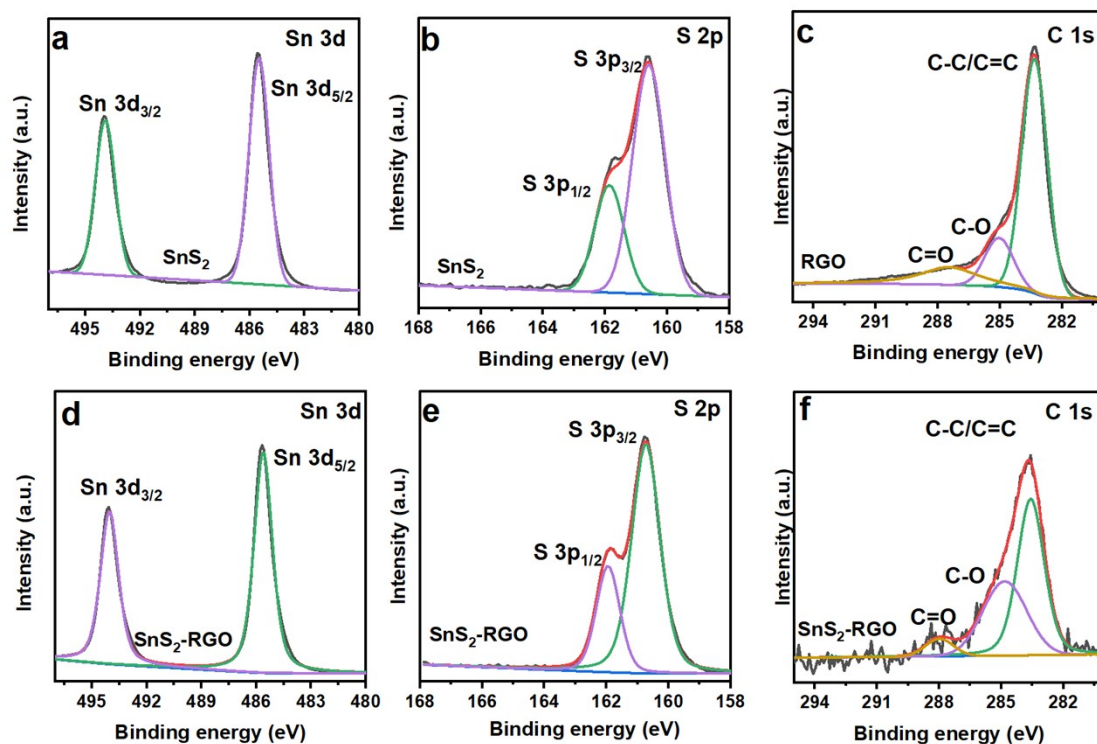 a
Sn 3d
Sn 3d₅/₂
Sn 3d₃/₂
SnS₂
Intensity (a.u.)
495 492 489 486 483 480
Binding energy (eV)
b
S 2p
S 3p₃/₂
S 3p₁/₂
SnS₂
Intensity (a.u.)
168 166 164 162 160 158
Binding energy (eV)
c
C 1s
C-C/C=C
C-O
C=O
RGO
Intensity (a.u.)
294 291 288 285 282
Binding energy (eV)
d
Sn 3d
Sn 3d₅/₂
Sn 3d₃/₂
SnS₂-RGO
Intensity (a.u.)
495 492 489 486 483 480
Binding energy (eV)
e
S 2p
S 3p₃/₂
S 3p₁/₂
SnS₂-RGO
Intensity (a.u.)
168 166 164 162 160 158
Binding energy (eV)
f
C 1s
C-C/C=C
C-O
C=O
SnS₂-RGO
Intensity (a.u.)
294 291 288 285 282
Binding energy (eV)